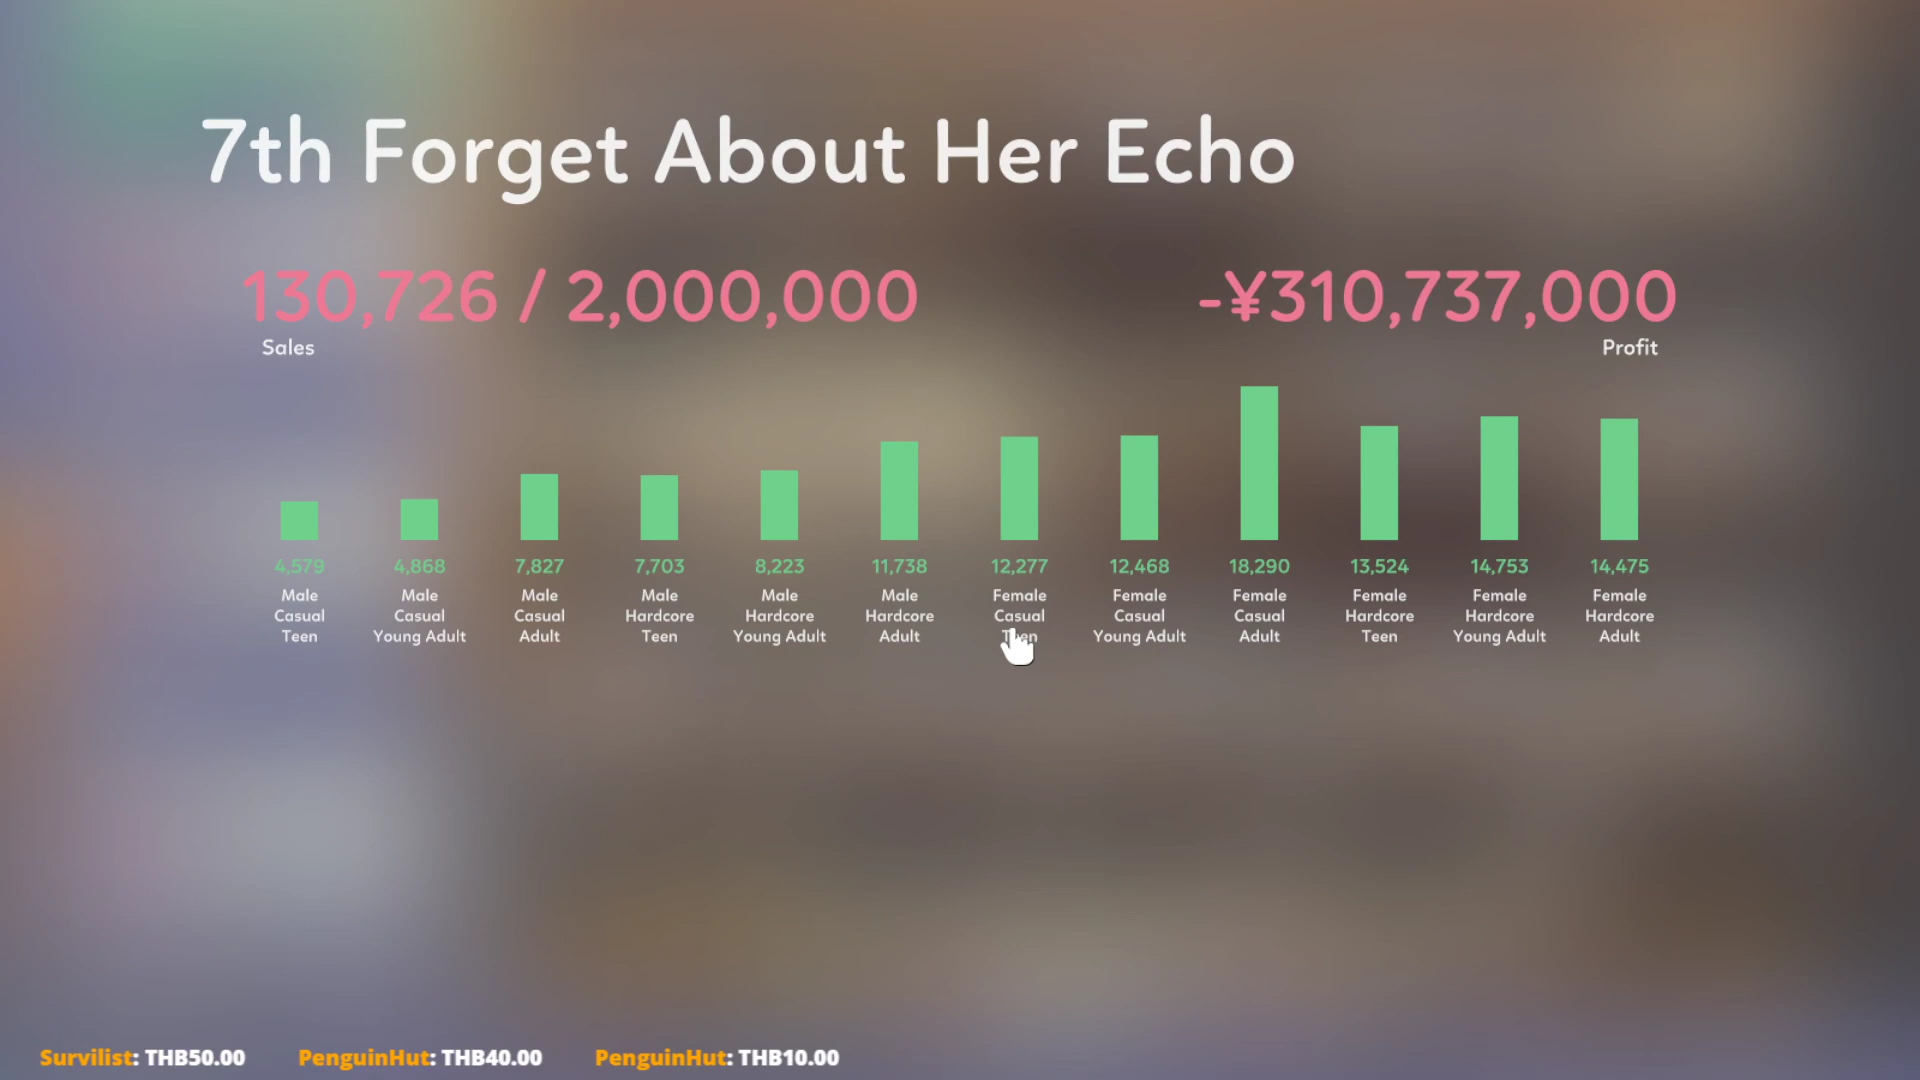 7th Forget About Her Echo
130,726 / 2,000,000
-¥310,737,000
Sales
Profit
4,579
4,868
7,827
7,703
8,223
11,738
12,277
12,468
18,290
13,524
14,753
14,475
Male
Casual
Teen
Male
Casual
Young Adult
Male
Casual
Adult
Male
Hardcore
Teen
Male
Hardcore
Young Adult
Male
Hardcore
Adult
Female
Casual
Teen
Female
Casual
Young Adult
Female
Casual
Adult
Female
Hardcore
Teen
Female
Hardcore
Young Adult
Female
Hardcore
Adult
Survilist: THB50.00
PenguinHut: THB40.00
PenguinHut: THB10.00